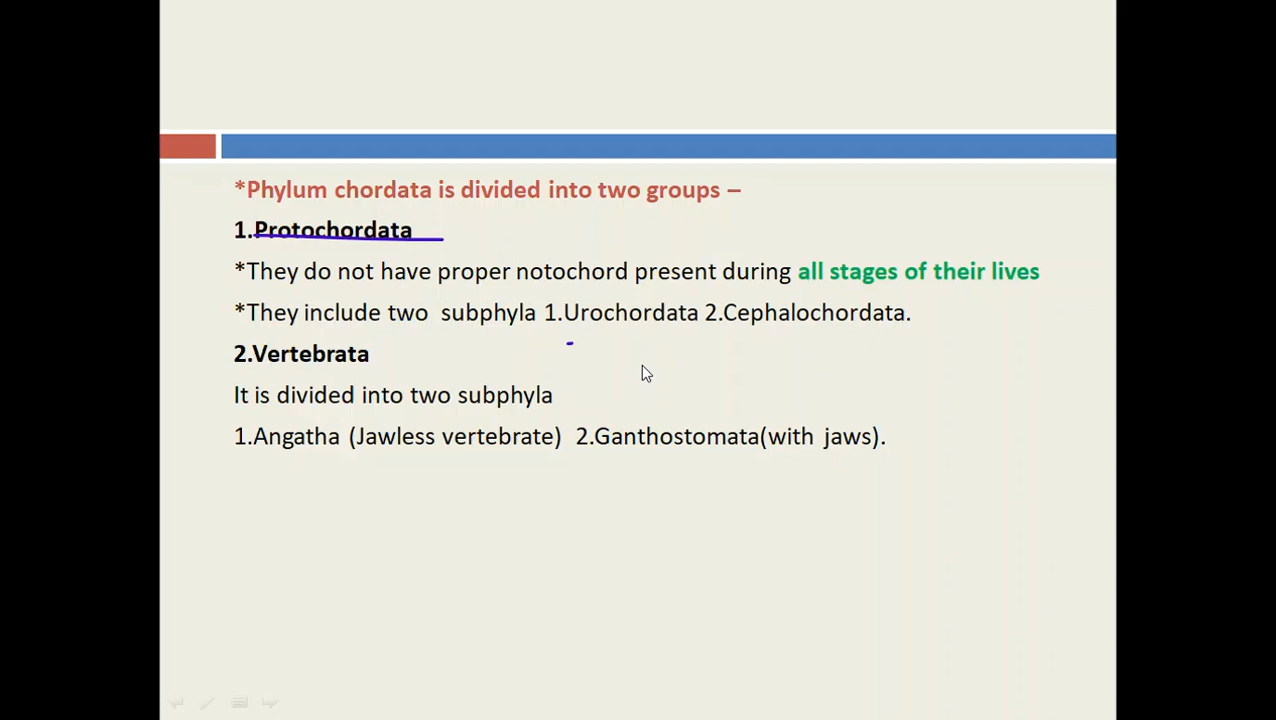 *Phylum chordata is divided into two groups –
1.Protochordata
*They do not have proper notochord present during all stages of their lives
*They include two subphyla 1.Urochordata 2.Cephalochordata.
2.Vertebrata
It is divided into two subphyla
1.Angatha (Jawless vertebrate) 2.Ganthostomata(with jaws).